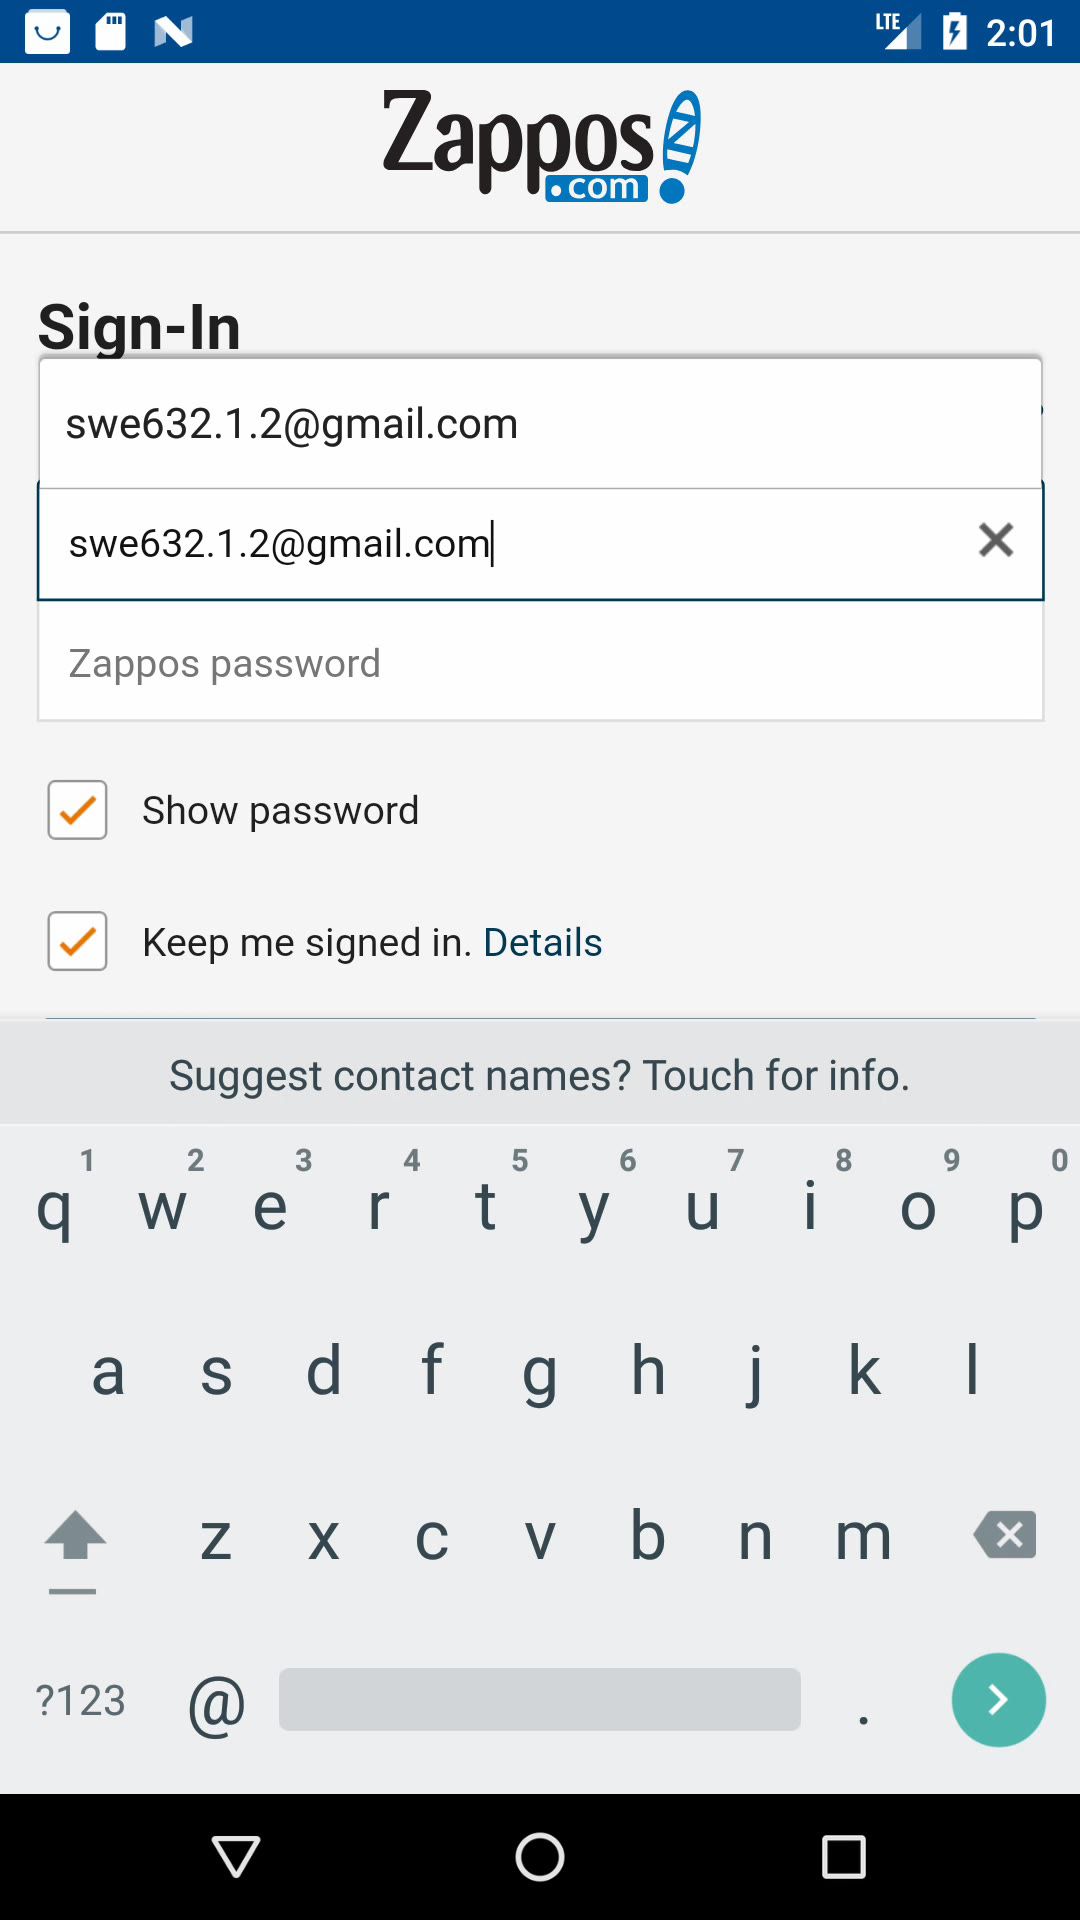 LTE 2:01
Zappos
.com
Sign-In
swe632.1.2@gmail.com
swe632.1.2@gmail.com
Zappos password
Show password
Keep me signed in. Details
Suggest contact names? Touch for info.
1 2 3 4 5 6 7 8 9 0
q w e r t y u i o p
a s d f g h j k l
z x c v b n m
?123 @ .